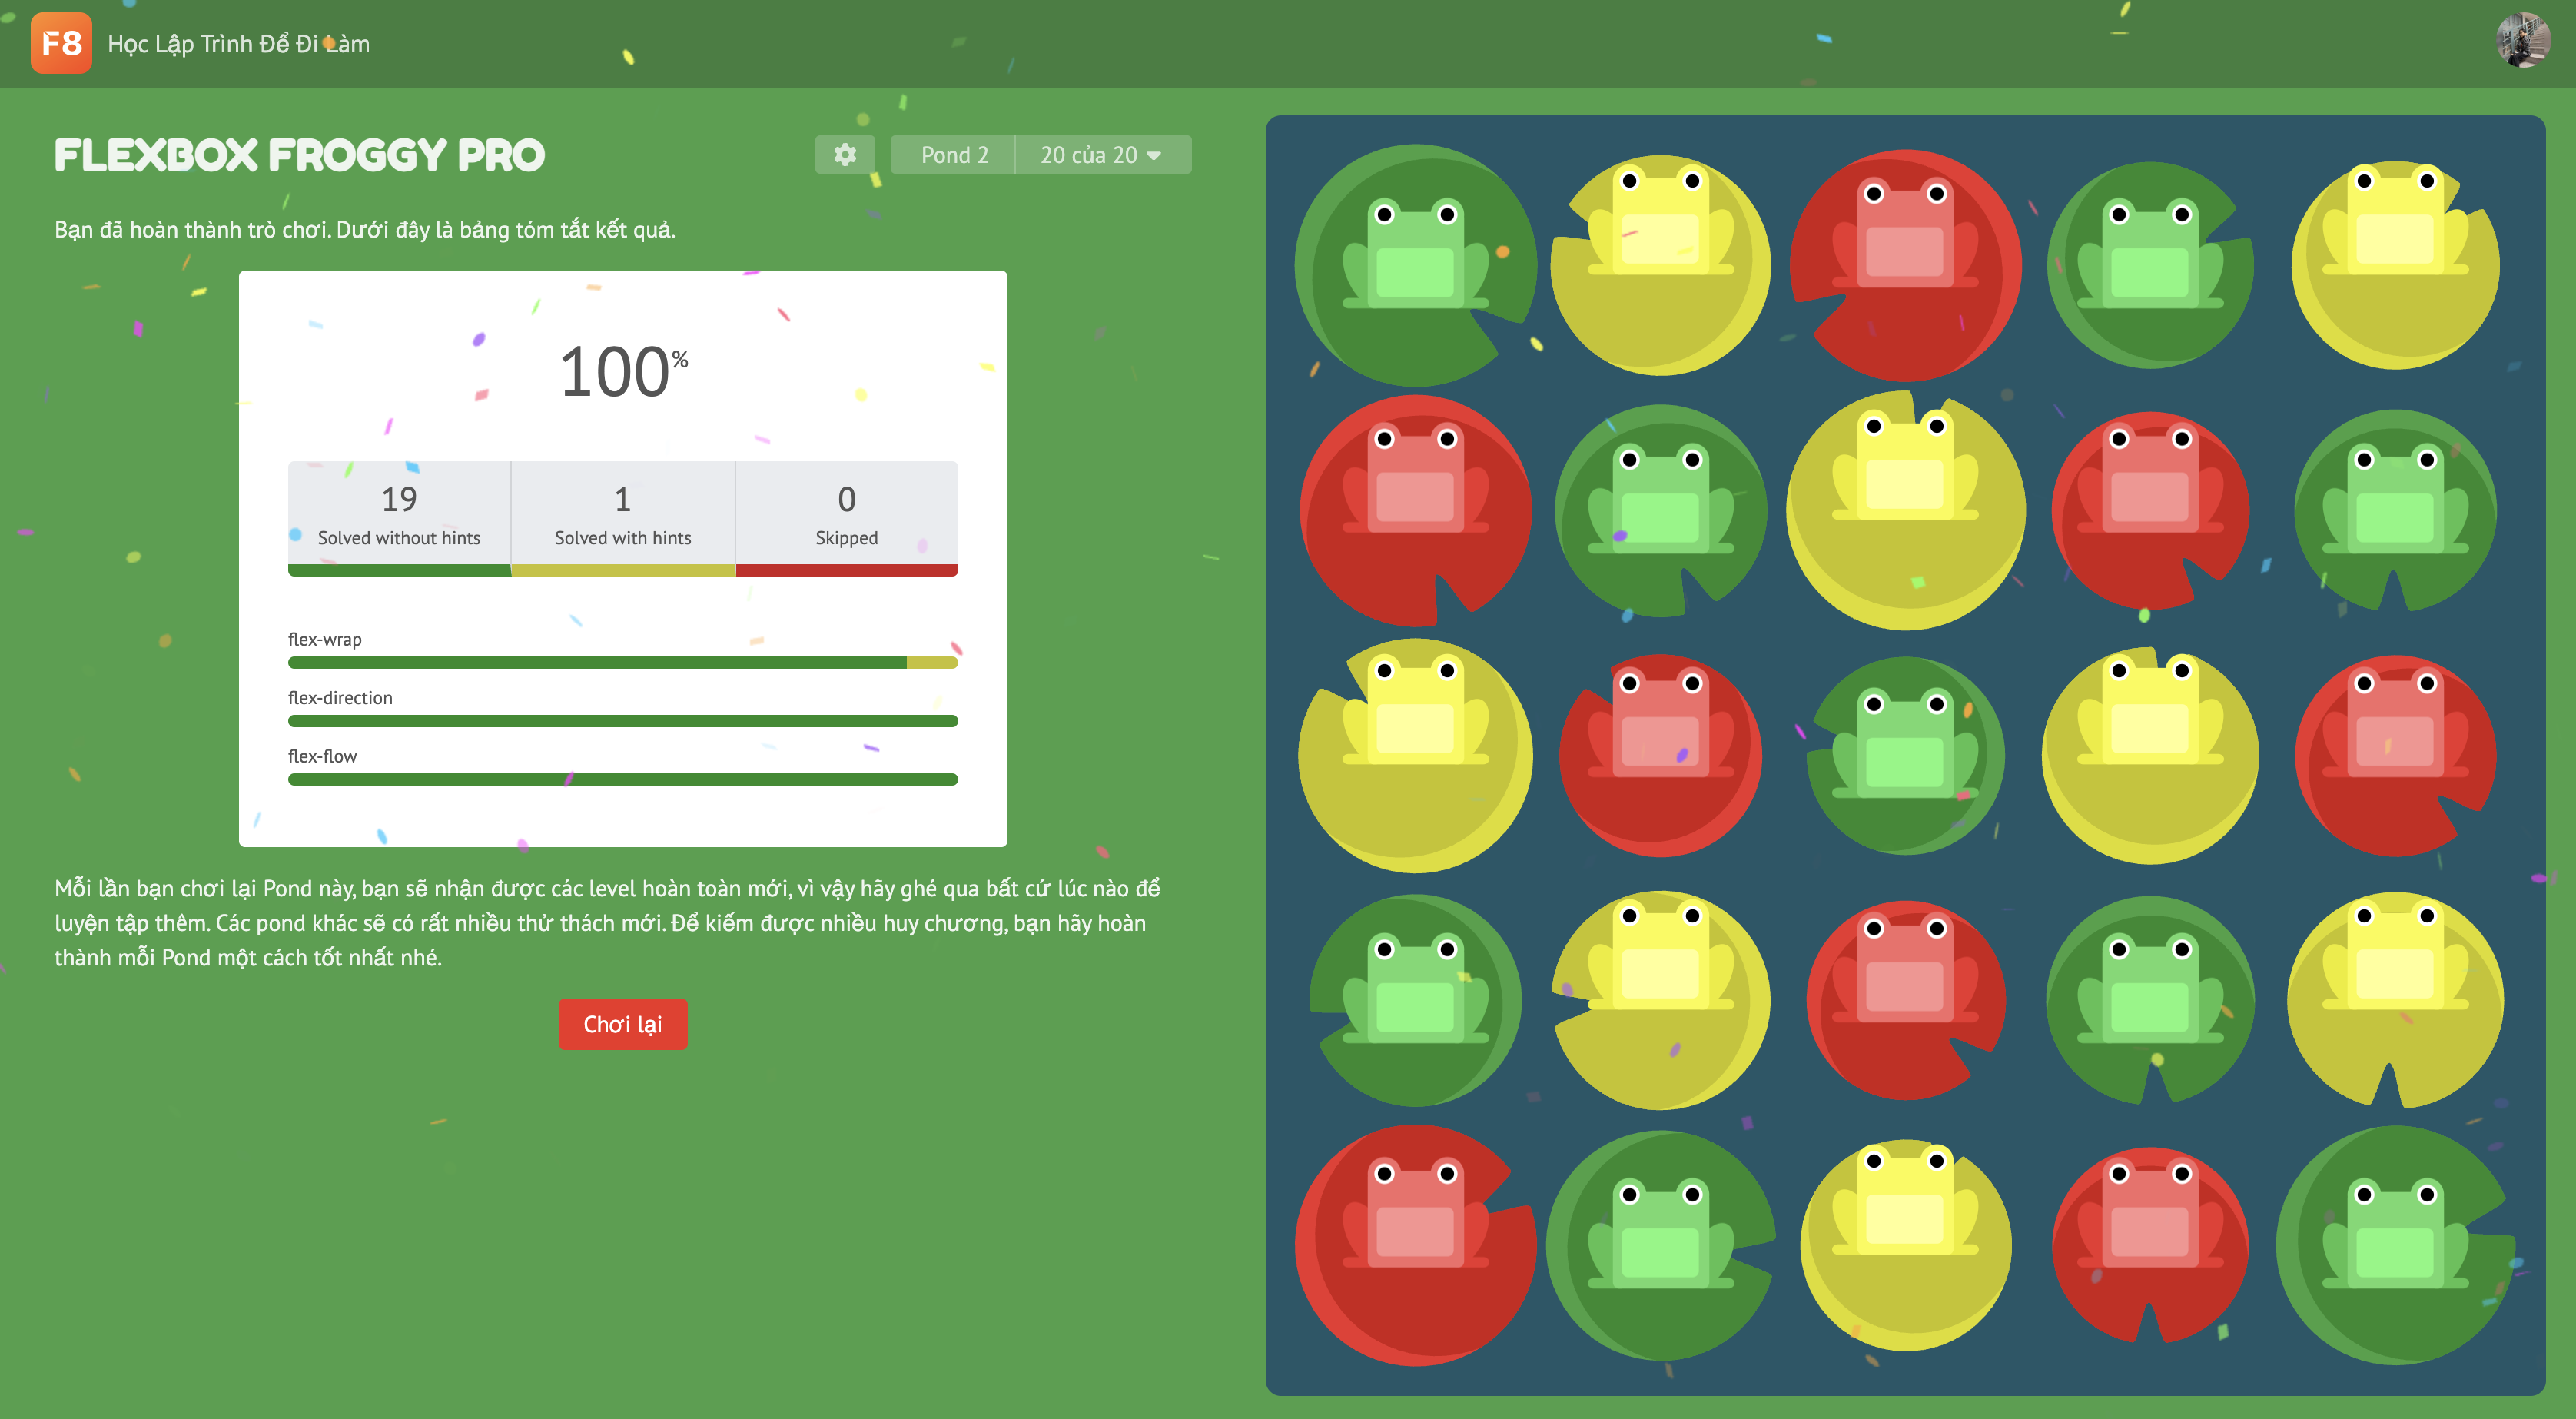 F8 Học Lập Trình Để Đi Làm
FLEXBOX FROGGY PRO
Pond 2
20 của 20
Bạn đã hoàn thành trò chơi. Dưới đây là bảng tóm tắt kết quả.
100%
19
Solved without hints
1
Solved with hints
0
Skipped
flex-wrap
flex-direction
flex-flow
Mỗi lần bạn chơi lại Pond này, bạn sẽ nhận được các level hoàn toàn mới, vì vậy hãy ghé qua bất cứ lúc nào để
luyện tập thêm. Các pond khác sẽ có rất nhiều thử thách mới. Để kiếm được nhiều huy chương, bạn hãy hoàn
thành mỗi Pond một cách tốt nhất nhé.
Chơi lại